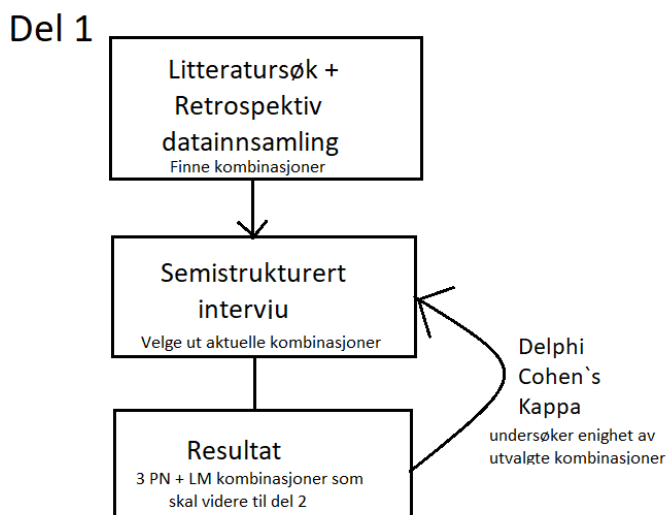 Del 1
Litteratursøk +
Retrospektiv
datainnsamling
Finne kombinasjoner
Semistrukturert
intervju
Velge ut aktuelle kombinasjoner
Delphi
Cohen`s
Kappa
undersøker enighet av
utvalgte kombinasjoner
Resultat
3 PN + LM kombinasjoner som
skal videre til del 2